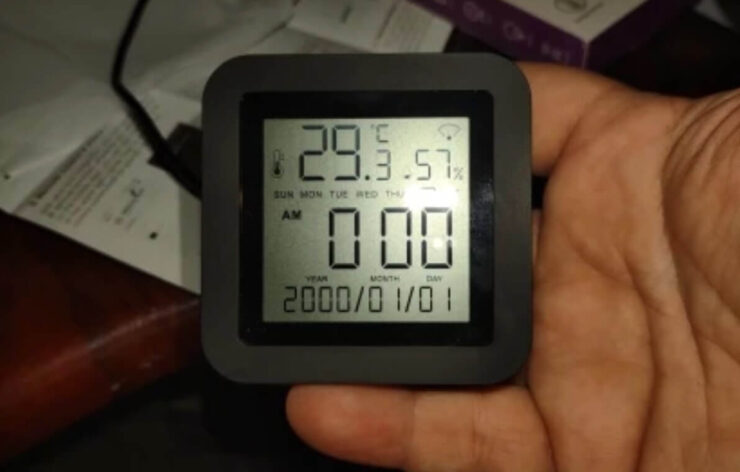 29.3 °C 57%
SUN MON TUE WED THU
AM 0:00
YEAR MONTH DAY
2000/01/01